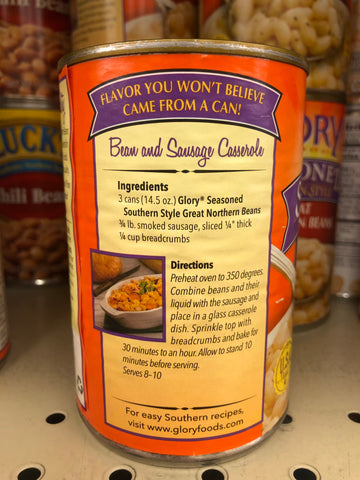 FLAVOR YOU WON'T BELIEVE
CAME FROM A CAN!
Bean and Sausage Casserole
Ingredients
3 cans (14.5 oz.) Glory® Seasoned
Southern Style Great Northern Beans
¾ lb. smoked sausage, sliced ¼" thick
¼ cup breadcrumbs
Directions
Preheat oven to 350 degrees.
Combine beans and their
liquid with the sausage and
place in a glass casserole
dish. Sprinkle top with
breadcrumbs and bake for
30 minutes to an hour. Allow to stand 10
minutes before serving.
Serves 8-10
For easy Southern recipes,
visit www.gloryfoods.com.
Beans
LUCK
Chili Beans
ORY
BEANS